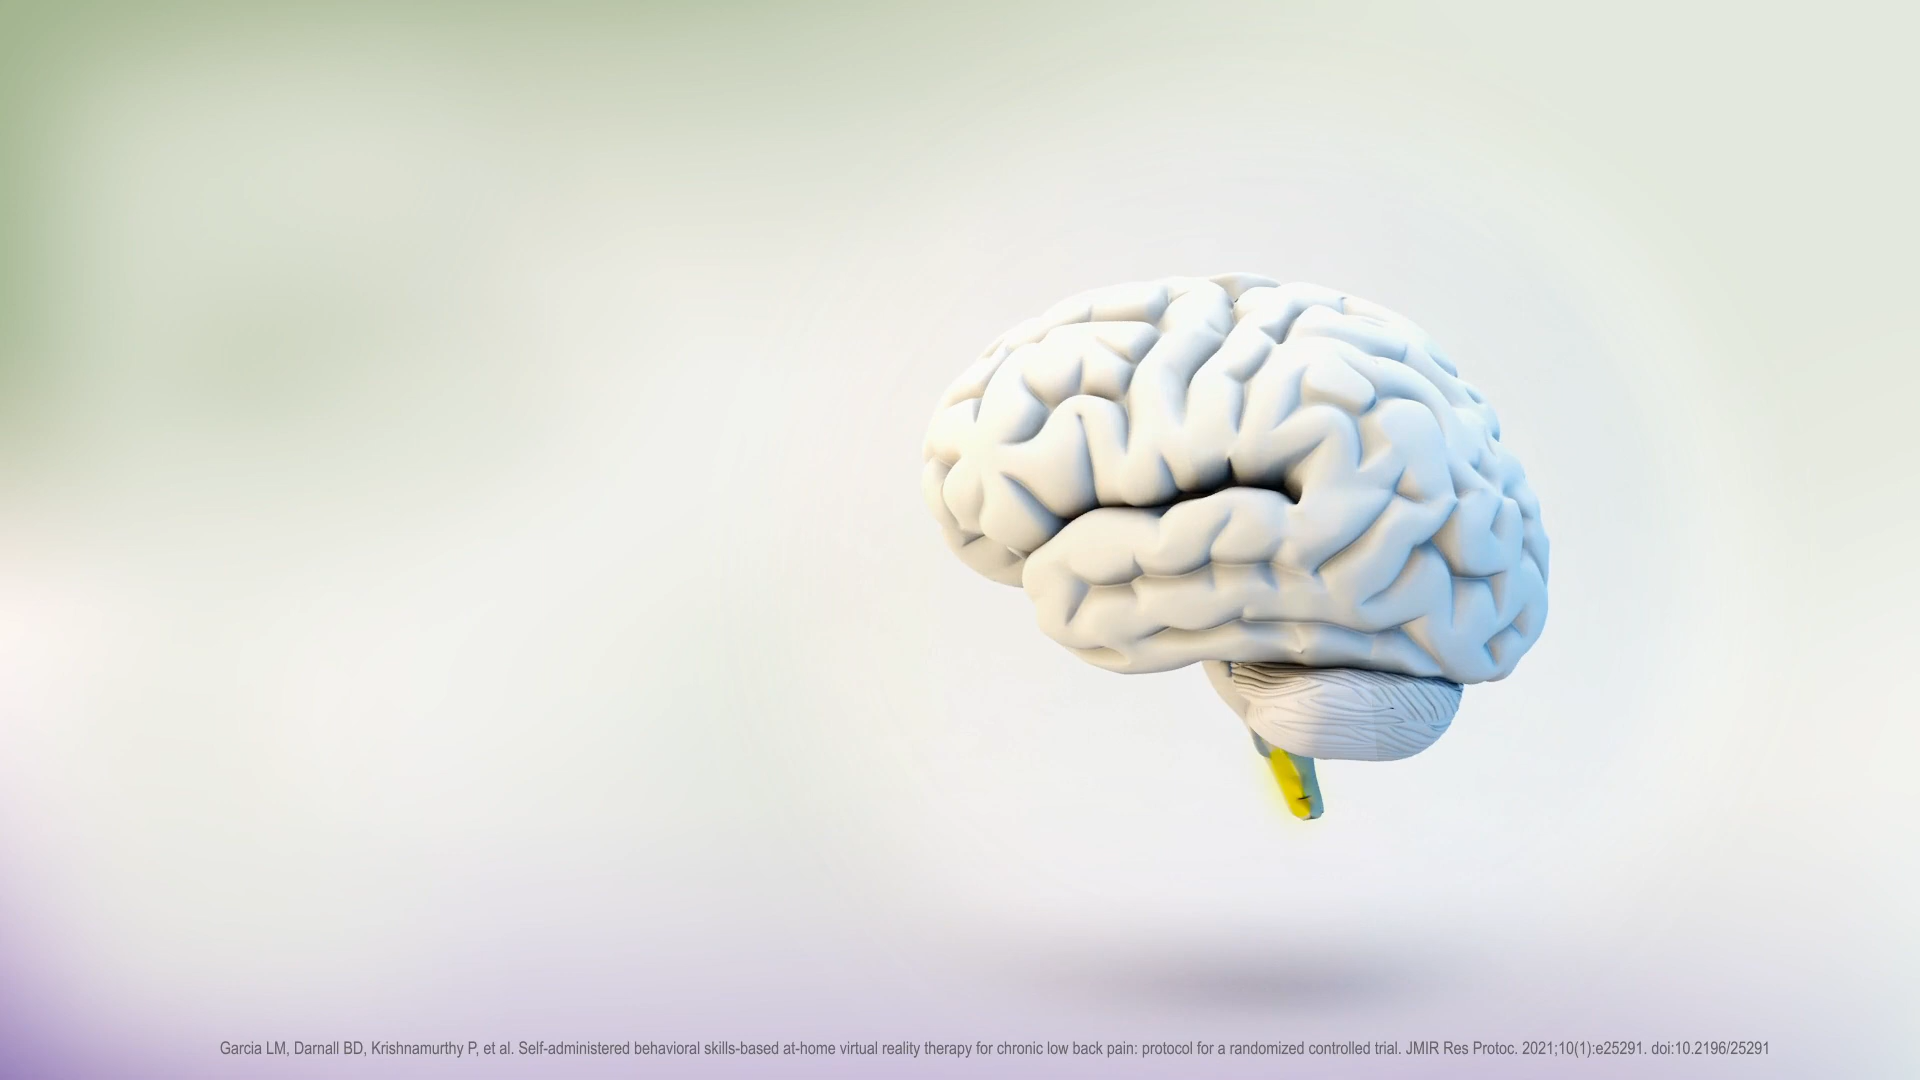 Garcia LM, Darnall BD, Krishnamurthy P, et al. Self-administered behavioral skills-based at-home virtual reality therapy for chronic low back pain: protocol for a randomized controlled trial. JMIR Res Protoc. 2021;10(1):e25291. doi:10.2196/25291